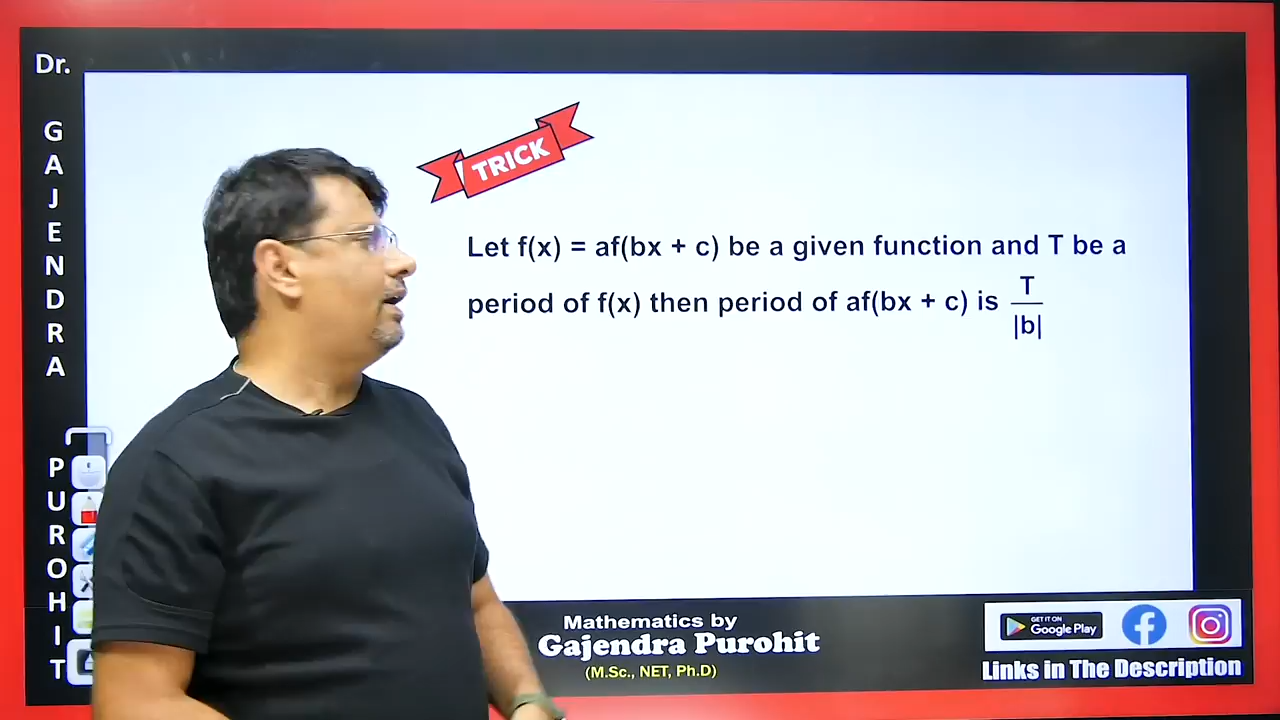 Dr.
GAJENDRA
PUROHIT
TRICK
Let f(x) = af(bx + c) be a given function and T be a
period of f(x) then period of af(bx + c) is T/|b|
Mathematics by
Gajendra Purohit
(M.Sc., NET, Ph.D)
GET IT ON
Google Play
Links in The Description